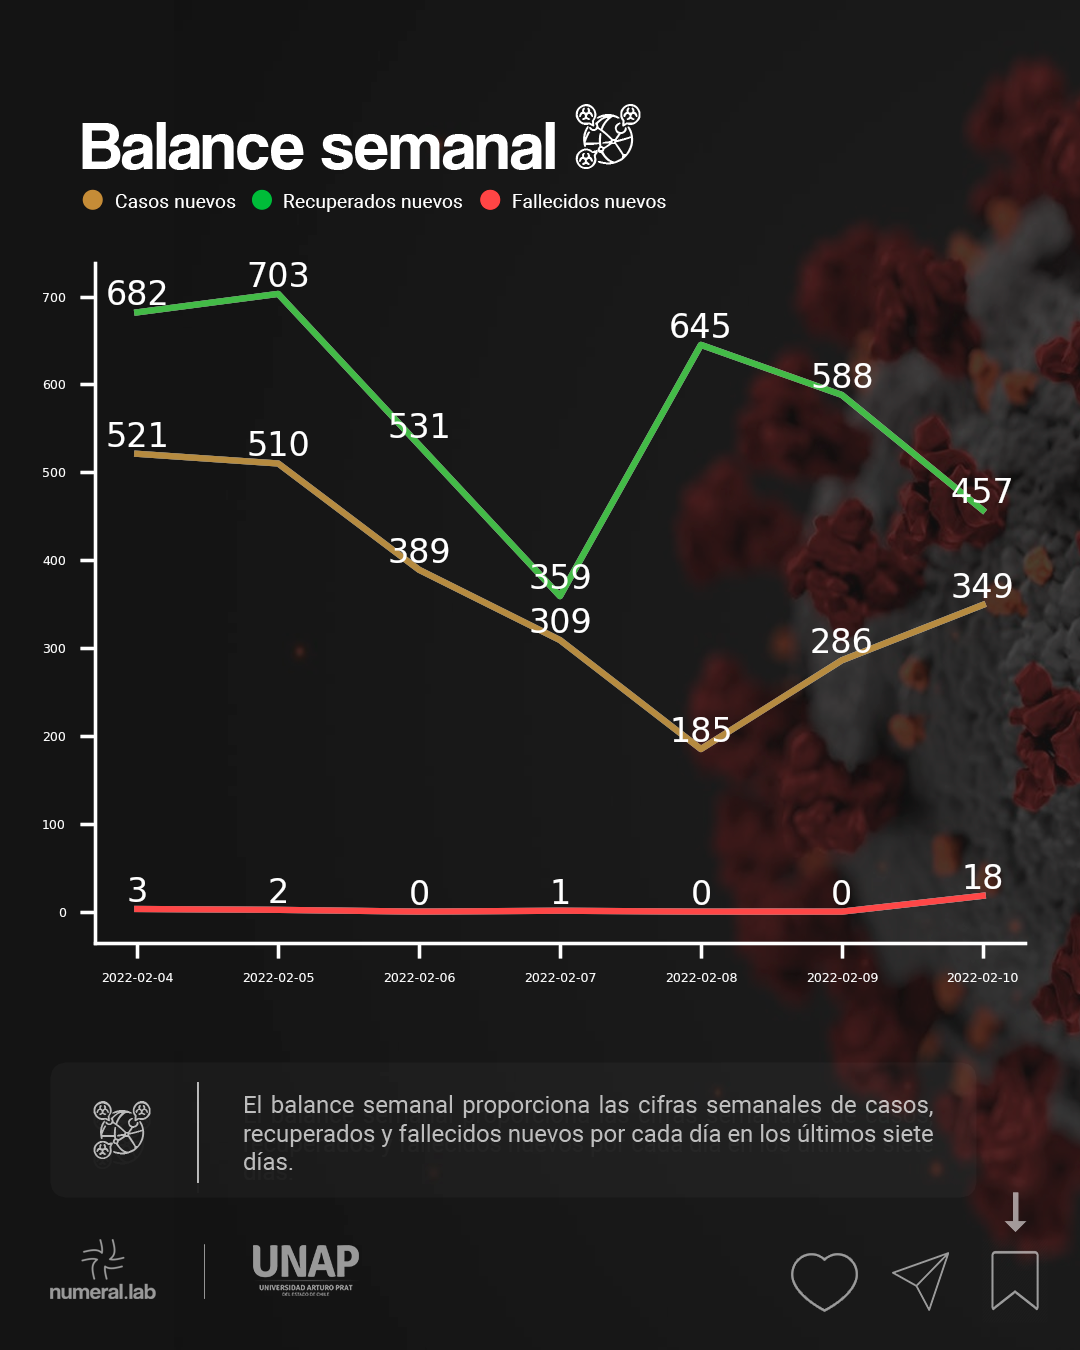 Balance semanal
Casos nuevos Recuperados nuevos Fallecidos nuevos
700
600
500
400
300
200
100
0
682 703 531 359 645 588 457
521 510 389 309 185 286 349
3 2 0 1 0 0 18
2022-02-04 2022-02-05 2022-02-06 2022-02-07 2022-02-08 2022-02-09 2022-02-10
El balance semanal proporciona las cifras semanales de casos,
recuperados y fallecidos nuevos por cada día en los últimos siete
días.
numeral.lab
UNAP
UNIVERSIDAD ARTURO PRAT
DEL ESTADO DE CHILE